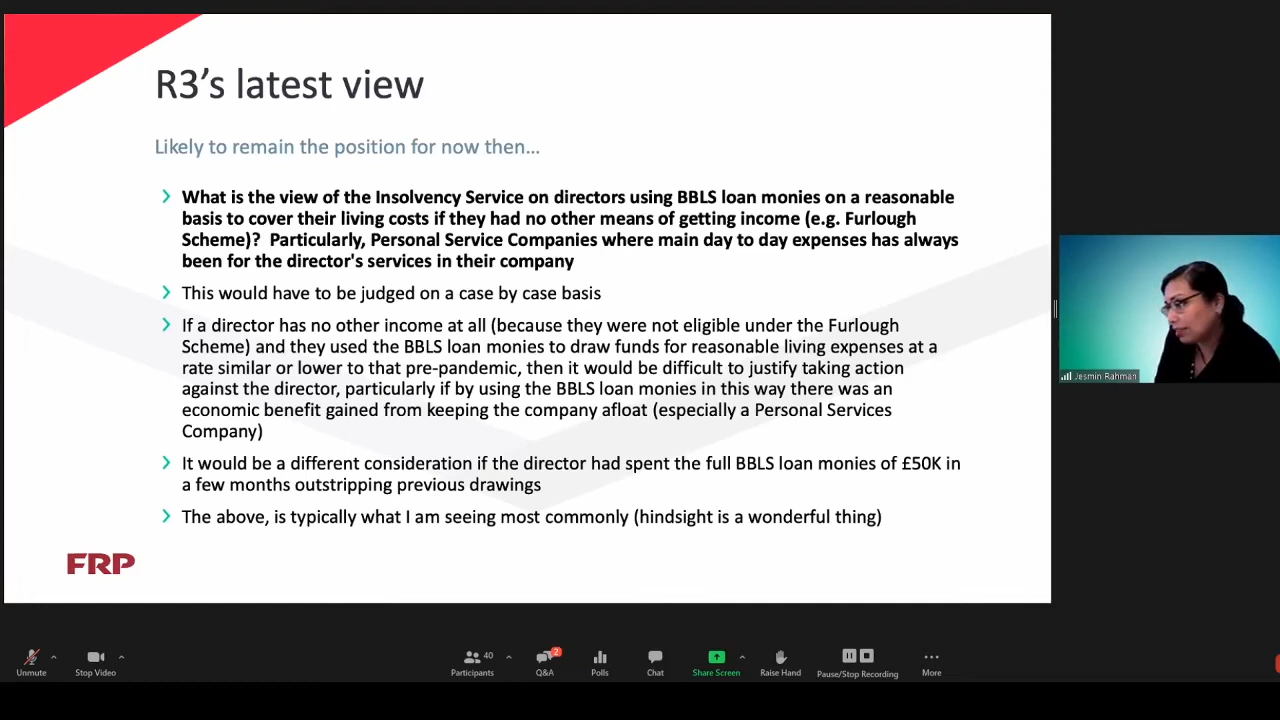 R3’s latest view
Likely to remain the position for now then...
What is the view of the Insolvency Service on directors using BBLS loan monies on a reasonable
basis to cover their living costs if they had no other means of getting income (e.g. Furlough
Scheme)?  Particularly, Personal Service Companies where main day to day expenses has always
been for the director's services in their company
This would have to be judged on a case by case basis
If a director has no other income at all (because they were not eligible under the Furlough
Scheme) and they used the BBLS loan monies to draw funds for reasonable living expenses at a
rate similar or lower to that pre-pandemic, then it would be difficult to justify taking action
against the director, particularly if by using the BBLS loan monies in this way there was an
economic benefit gained from keeping the company afloat (especially a Personal Services
Company)
It would be a different consideration if the director had spent the full BBLS loan monies of £50K in
a few months outstripping previous drawings
The above, is typically what I am seeing most commonly (hindsight is a wonderful thing)
FRP
Jesmin Rahman
Unmute
Stop Video
40
Participants
2
Q&A
Polls
Chat
Share Screen
Raise Hand
Pause/Stop Recording
More